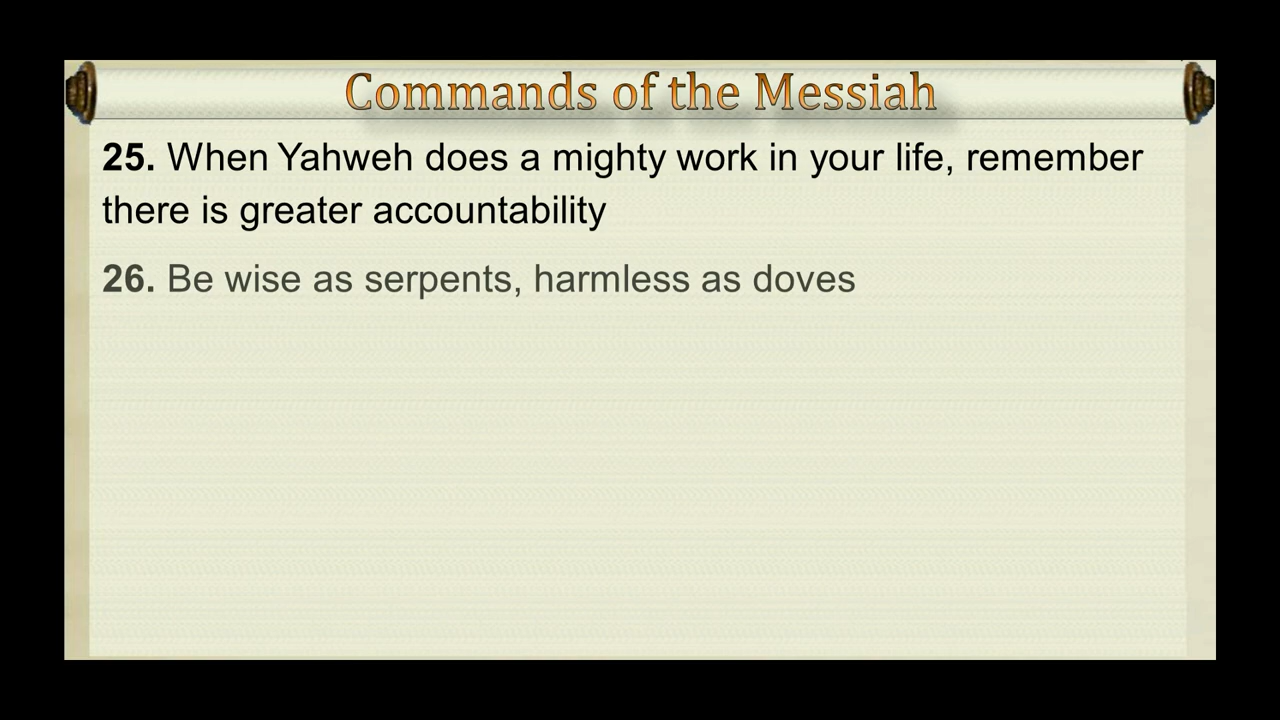 Commands of the Messiah
25. When Yahweh does a mighty work in your life, remember
there is greater accountability
26. Be wise as serpents, harmless as doves